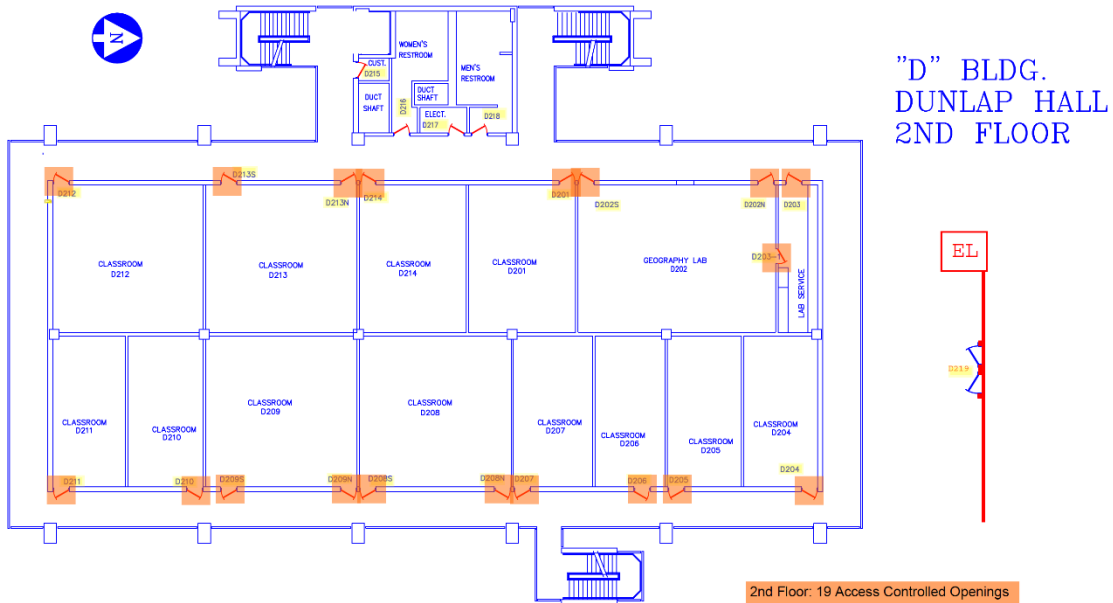 N
"D" BLDG.
DUNLAP HALL
2ND FLOOR
WOMEN'S
RESTROOM
MEN'S
RESTROOM
CUST.
D215
DUCT
SHAFT
D216
DUCT
SHAFT
ELECT.
D217
D218
D212
D213S
D213N
D214
D201
D202S
D202N
D203
CLASSROOM
D212
CLASSROOM
D213
CLASSROOM
D214
CLASSROOM
D201
GEOGRAPHY LAB
D202
D203-1
LAB SERVICE
EL
D219
CLASSROOM
D211
CLASSROOM
D210
CLASSROOM
D209
CLASSROOM
D208
CLASSROOM
D207
CLASSROOM
D206
CLASSROOM
D205
CLASSROOM
D204
D211
D210
D209S
D209N
D208S
D208N
D207
D206
D205
D204
2nd Floor: 19 Access Controlled Openings